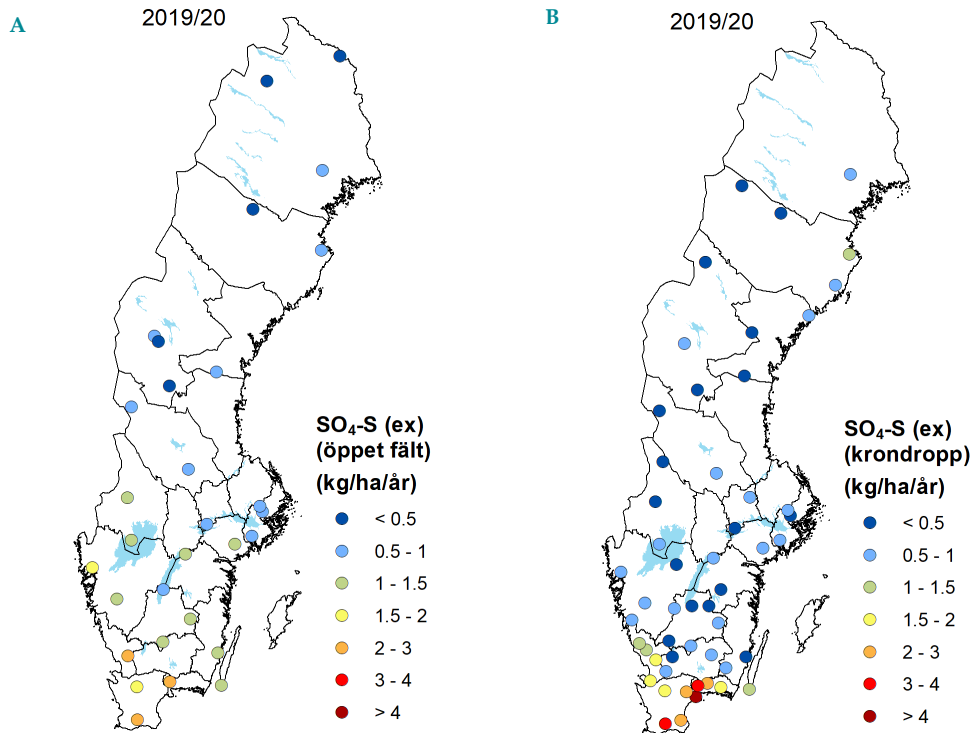 A
2019/20
SO₄-S (ex)
(öppet fält)
(kg/ha/år)
< 0.5
0.5 - 1
1 - 1.5
1.5 - 2
2 - 3
3 - 4
> 4
B
2019/20
SO₄-S (ex)
(krondropp)
(kg/ha/år)
< 0.5
0.5 - 1
1 - 1.5
1.5 - 2
2 - 3
3 - 4
> 4